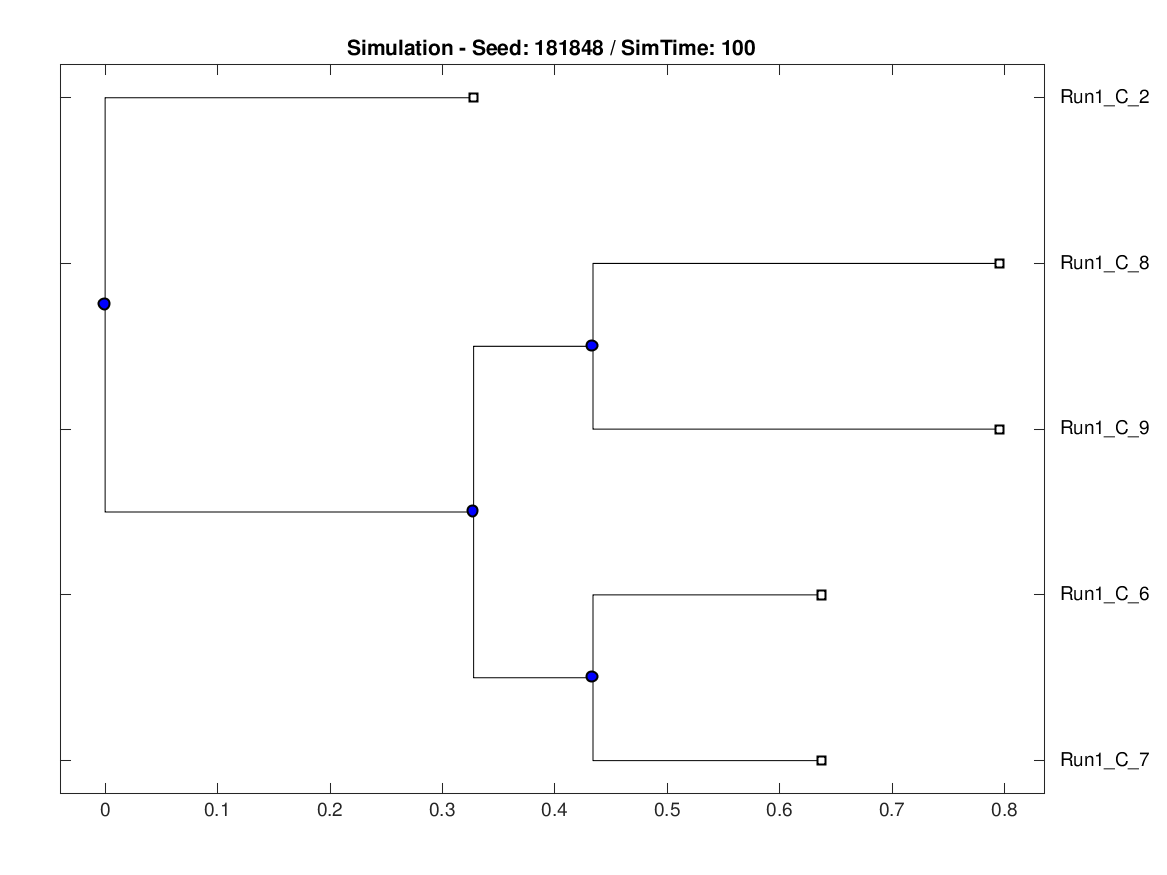 Simulation - Seed: 181848 / SimTime: 100
Run1_C_2
Run1_C_8
Run1_C_9
Run1_C_6
Run1_C_7
0 0.1 0.2 0.3 0.4 0.5 0.6 0.7 0.8